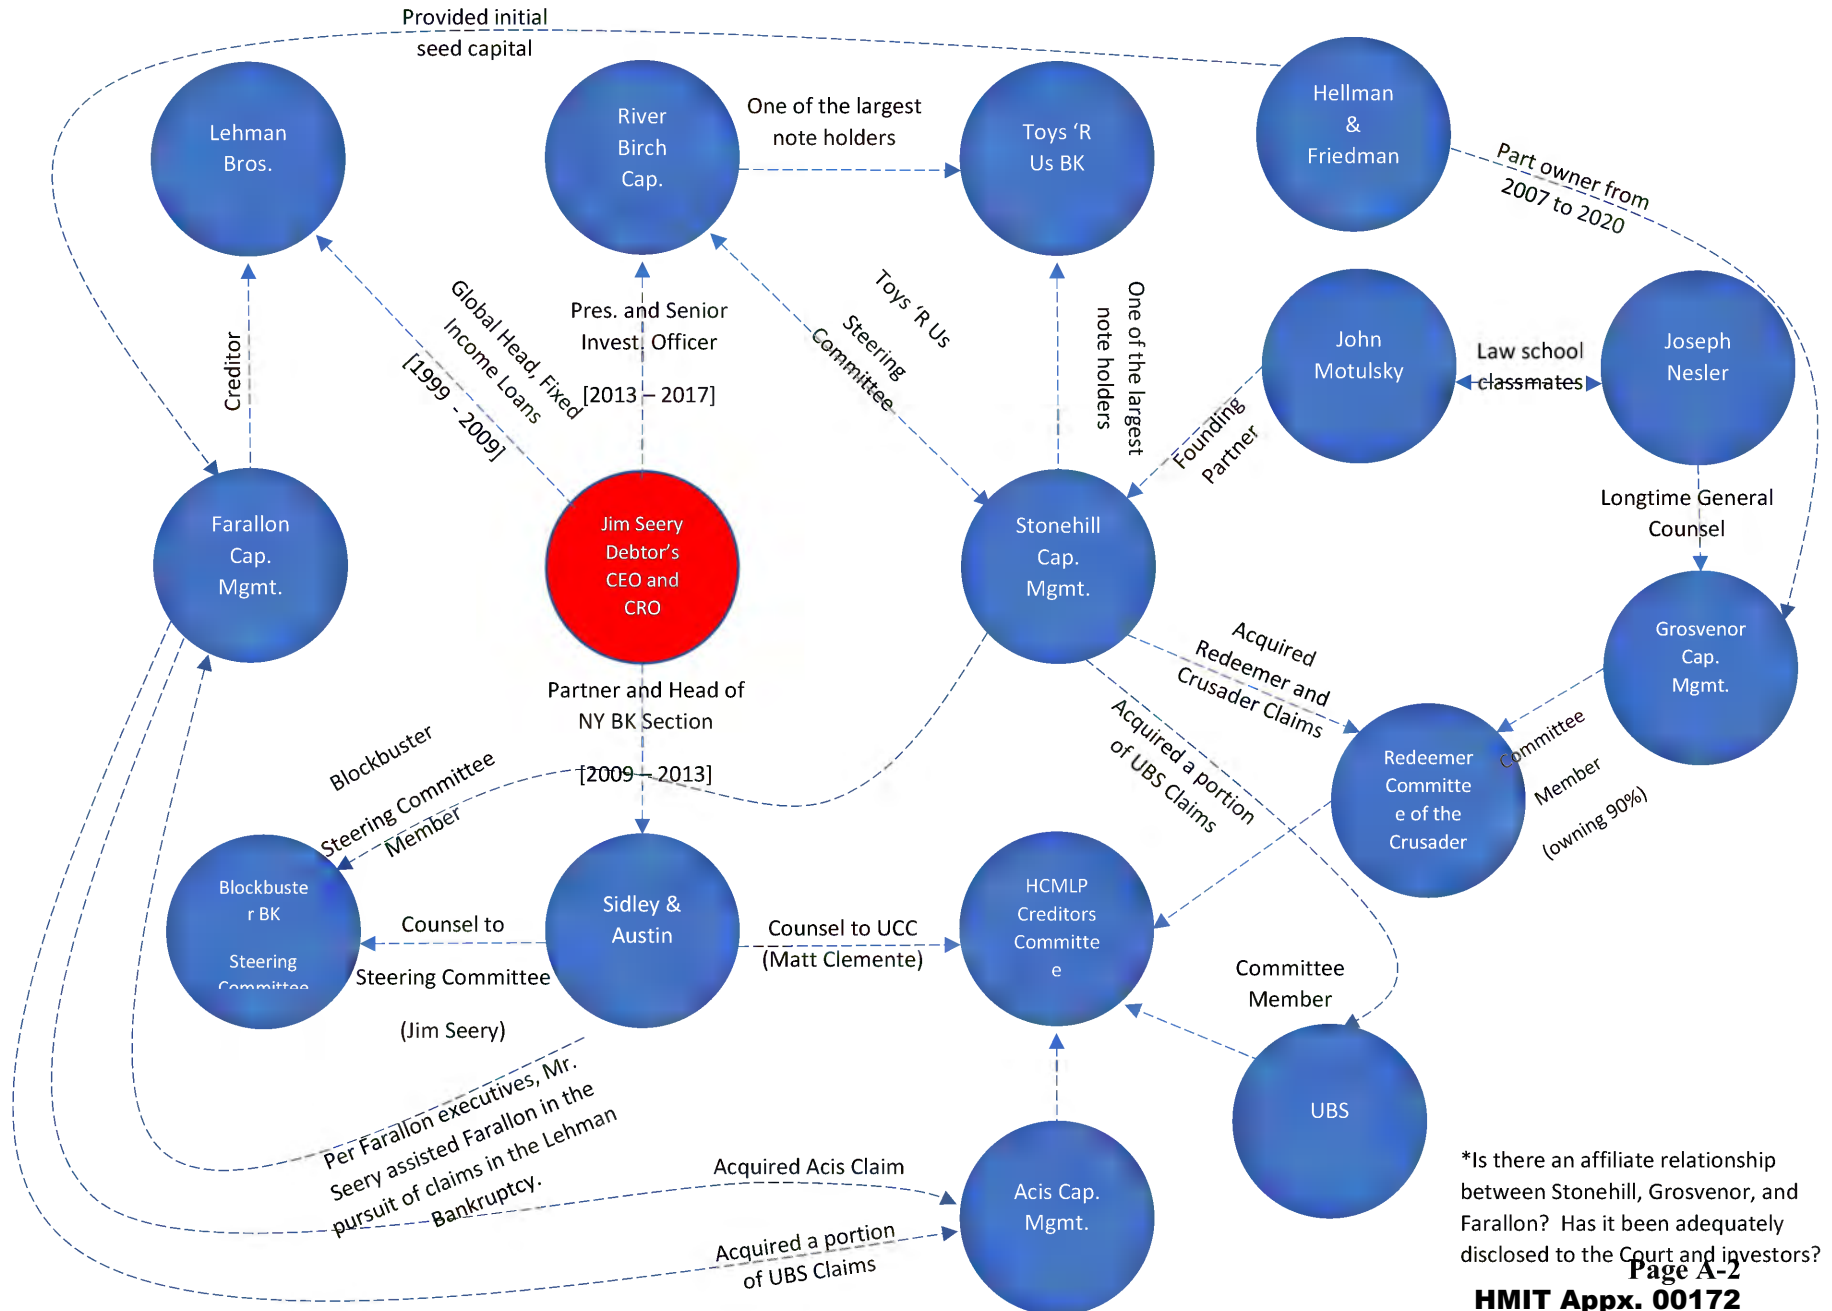 Provided initial
seed capital
Lehman
Bros.
River
Birch
Cap.
One of the largest
note holders
Toys ‘R
Us BK
Hellman
&
Friedman
Part owner from
2007 to 2020
Creditor
Global Head, Fixed
Income Loans
[1999 - 2009]
Pres. and Senior
Invest. Officer
[2013 – 2017]
Toys ‘R Us
Steering
Committee
One of the largest
note holders
John
Motulsky
Law school
classmates
Joseph
Nesler
Founding
Partner
Longtime General
Counsel
Farallon
Cap.
Mgmt.
Jim Seery
Debtor’s
CEO and
CRO
Stonehill
Cap.
Mgmt.
Grosvenor
Cap.
Mgmt.
Partner and Head of
NY BK Section
[2009 – 2013]
Acquired
Redeemer and
Crusader Claims
Acquired a portion
of UBS Claims
Redeemer
Committe
e of the
Crusader
Committee
Member
(owning 90%)
Blockbuster
Steering Committee
Member
Blockbuste
r BK
Steering
Committee
Counsel to
Steering Committee
(Jim Seery)
Sidley &
Austin
Counsel to UCC
(Matt Clemente)
HCMLP
Creditors
Committe
e
Committee
Member
UBS
Per Farallon executives, Mr.
Seery assisted Farallon in the
pursuit of claims in the Lehman
Bankruptcy.
Acquired Acis Claim
Acquired a portion
of UBS Claims
Acis Cap.
Mgmt.
*Is there an affiliate relationship
between Stonehill, Grosvenor, and
Farallon?  Has it been adequately
disclosed to the Court and investors?
Page A-2
HMIT Appx. 00172